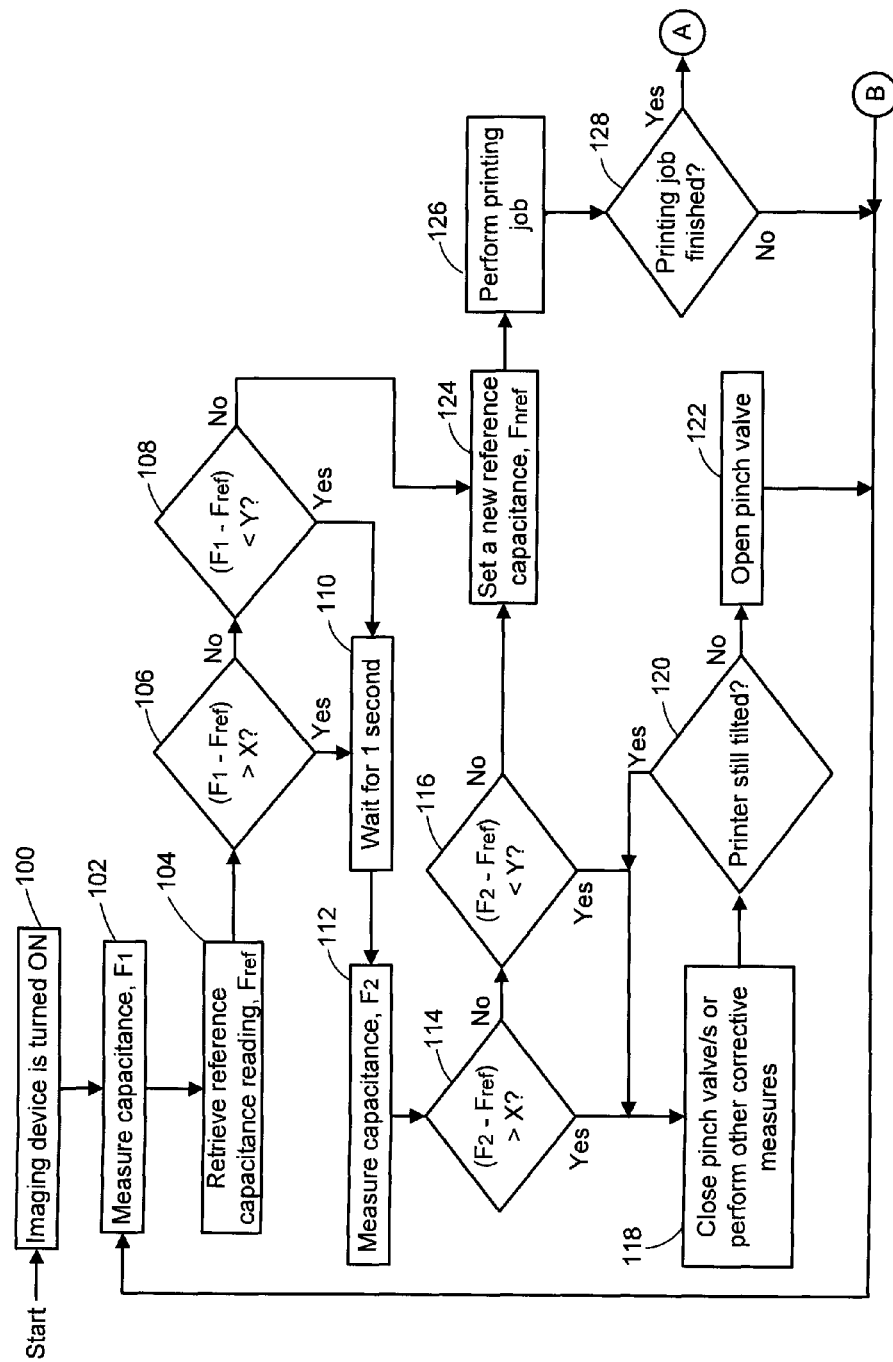 Start
100
Imaging device is turned ON
102
Measure capacitance, F1
104
Retrieve reference
capacitance reading, Fref
106
(F1 - Fref)
> X?
No
Yes
108
(F1 - Fref)
< Y?
No
Yes
110
Wait for 1 second
112
Measure capacitance, F2
114
(F2 - Fref)
> X?
No
Yes
116
(F2 - Fref)
< Y?
No
Yes
118
Close pinch valve/s or
perform other corrective
measures
120
Printer still tilted?
Yes
No
122
Open pinch valve
124
Set a new reference
capacitance, Fnref
126
Perform printing
job
128
Printing job
finished?
Yes
No
A
B